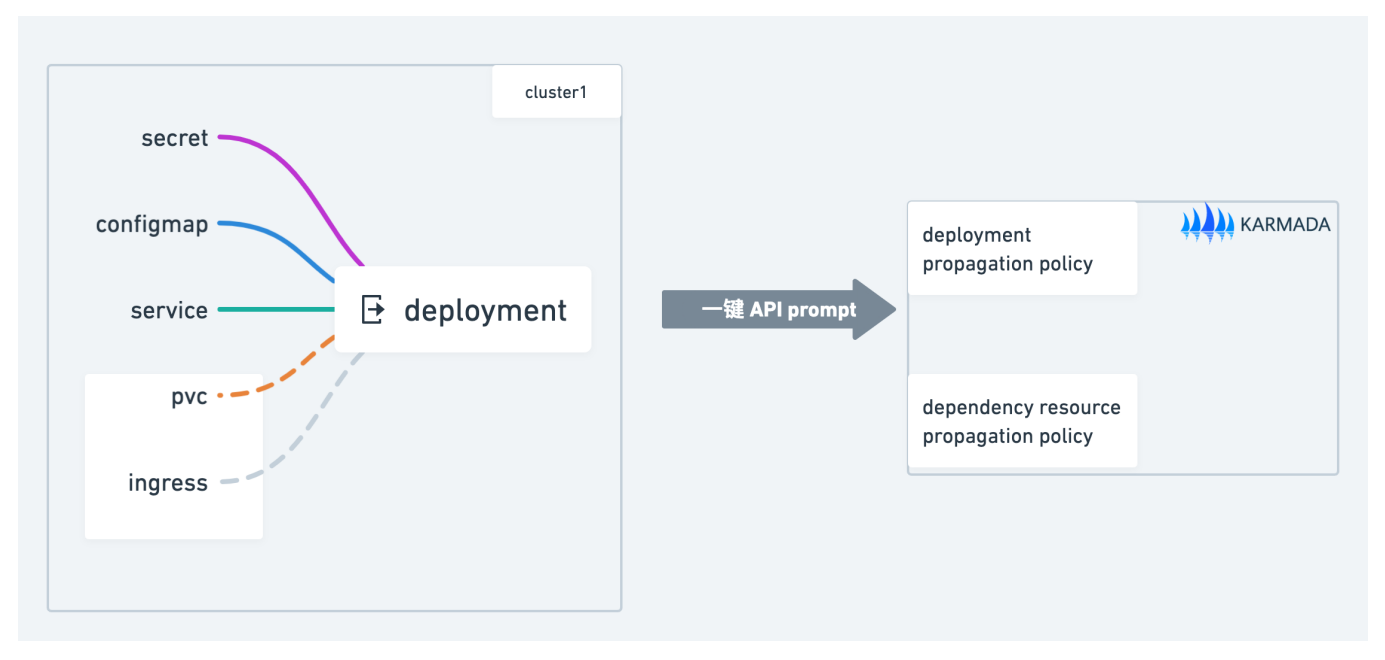 cluster1
secret
configmap
service
pvc
ingress
deployment
一键 API prompt
KARMADA
deployment
propagation policy
dependency resource
propagation policy